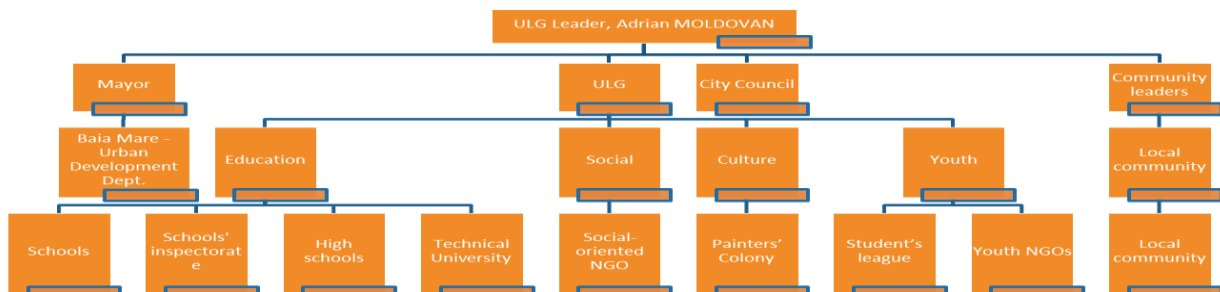 ULG Leader, Adrian MOLDOVAN
Mayor
ULG
City Council
Community
leaders
Baia Mare -
Urban
Development
Dept.
Education
Social
Culture
Youth
Local
community
Schools
Schools'
inspectorat
e
High
schools
Technical
University
Social-
oriented
NGO
Painters’
Colony
Student’s
league
Youth NGOs
Local
community